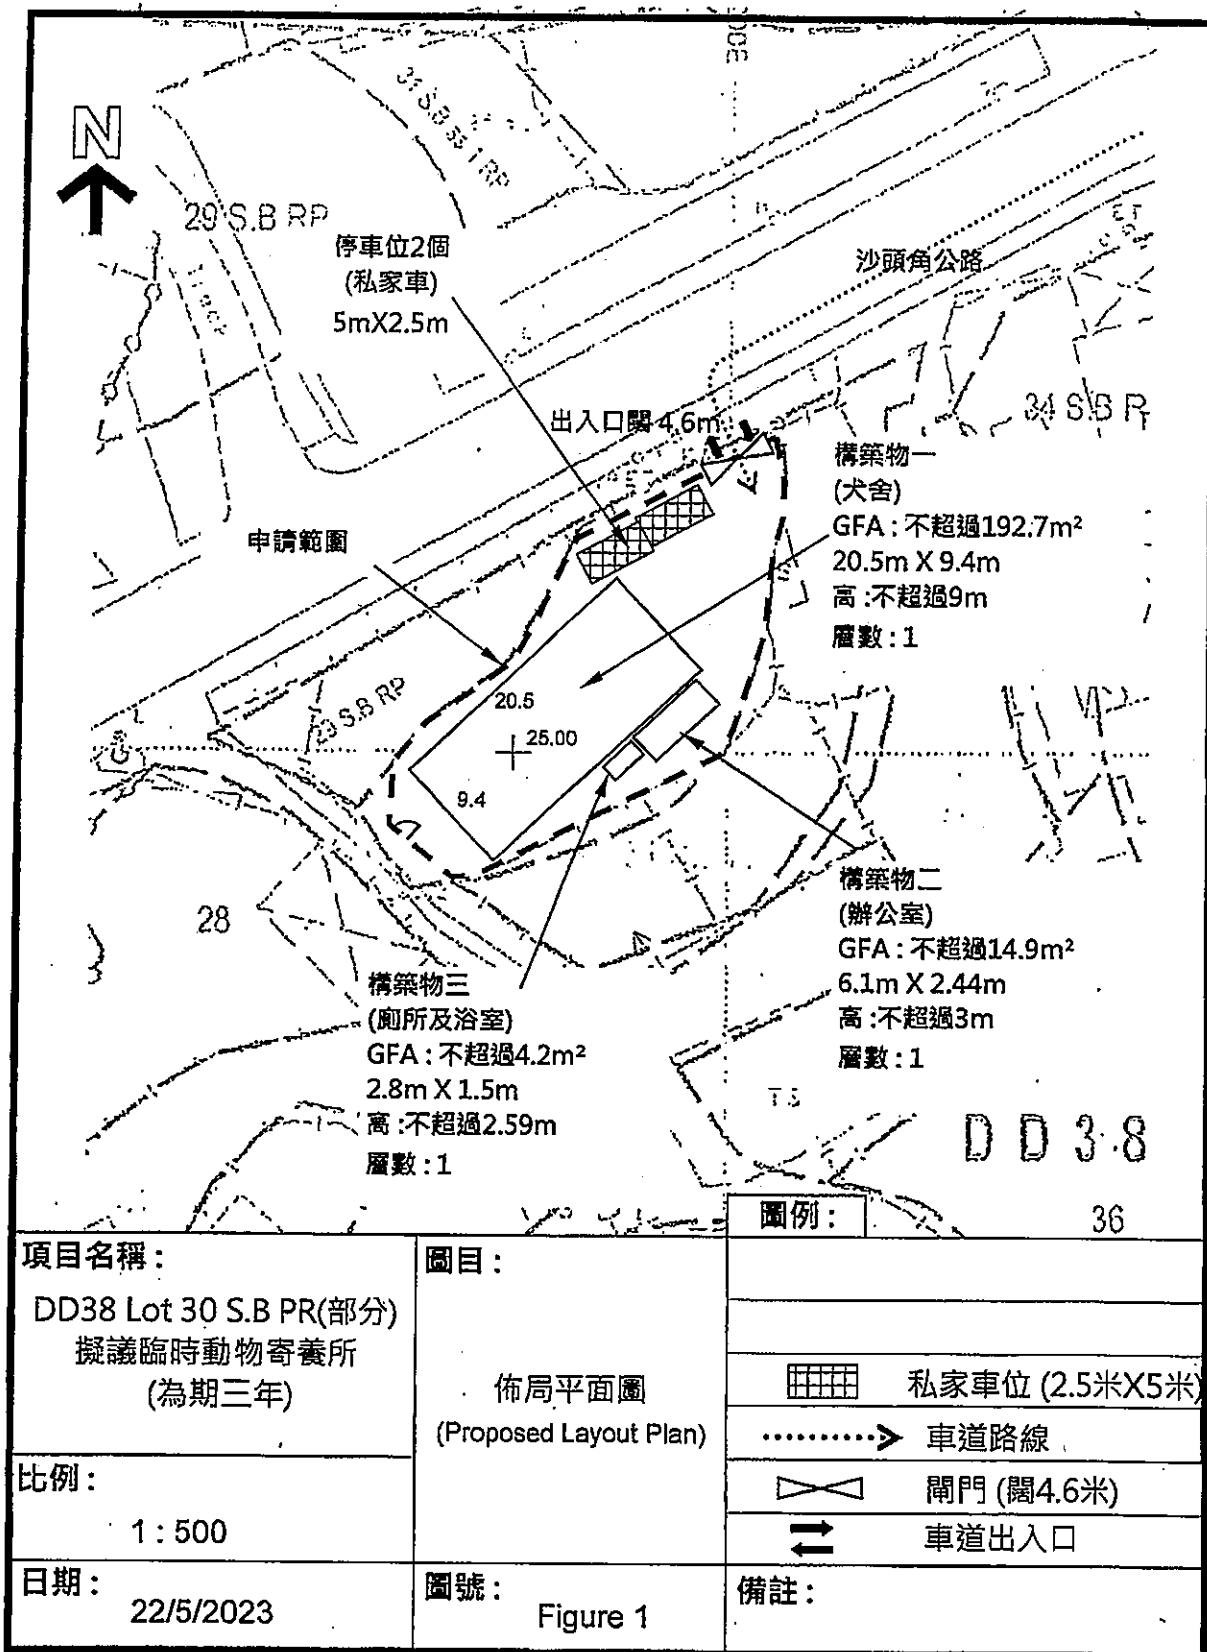 N
31 S.B ss 1 RP
29 S.B RP
停車位2個
(私家車)
5mX2.5m
沙頭角公路
34 S.B R
出入口闊 4.6m
構築物一
(犬舍)
GFA : 不超過192.7m²
20.5m X 9.4m
高 :不超過9m
層數 : 1
申請範圍
23 S.B RP
20.5
25.00
9.4
28
構築物二
(辦公室)
GFA : 不超過14.9m²
6.1m X 2.44m
高 :不超過3m
層數 : 1
構築物三
(廁所及浴室)
GFA : 不超過4.2m²
2.8m X 1.5m
高 :不超過2.59m
層數 : 1
DD 38
36
圖例 :
項目名稱 :
DD38 Lot 30 S.B PR(部分)
擬議臨時動物寄養所
(為期三年)
圖目 :
佈局平面圖
(Proposed Layout Plan)
私家車位 (2.5米X5米)
車道路線
閘門 (闊4.6米)
車道出入口
比例 :
1 : 500
日期 :
22/5/2023
圖號 :
Figure 1
備註 :